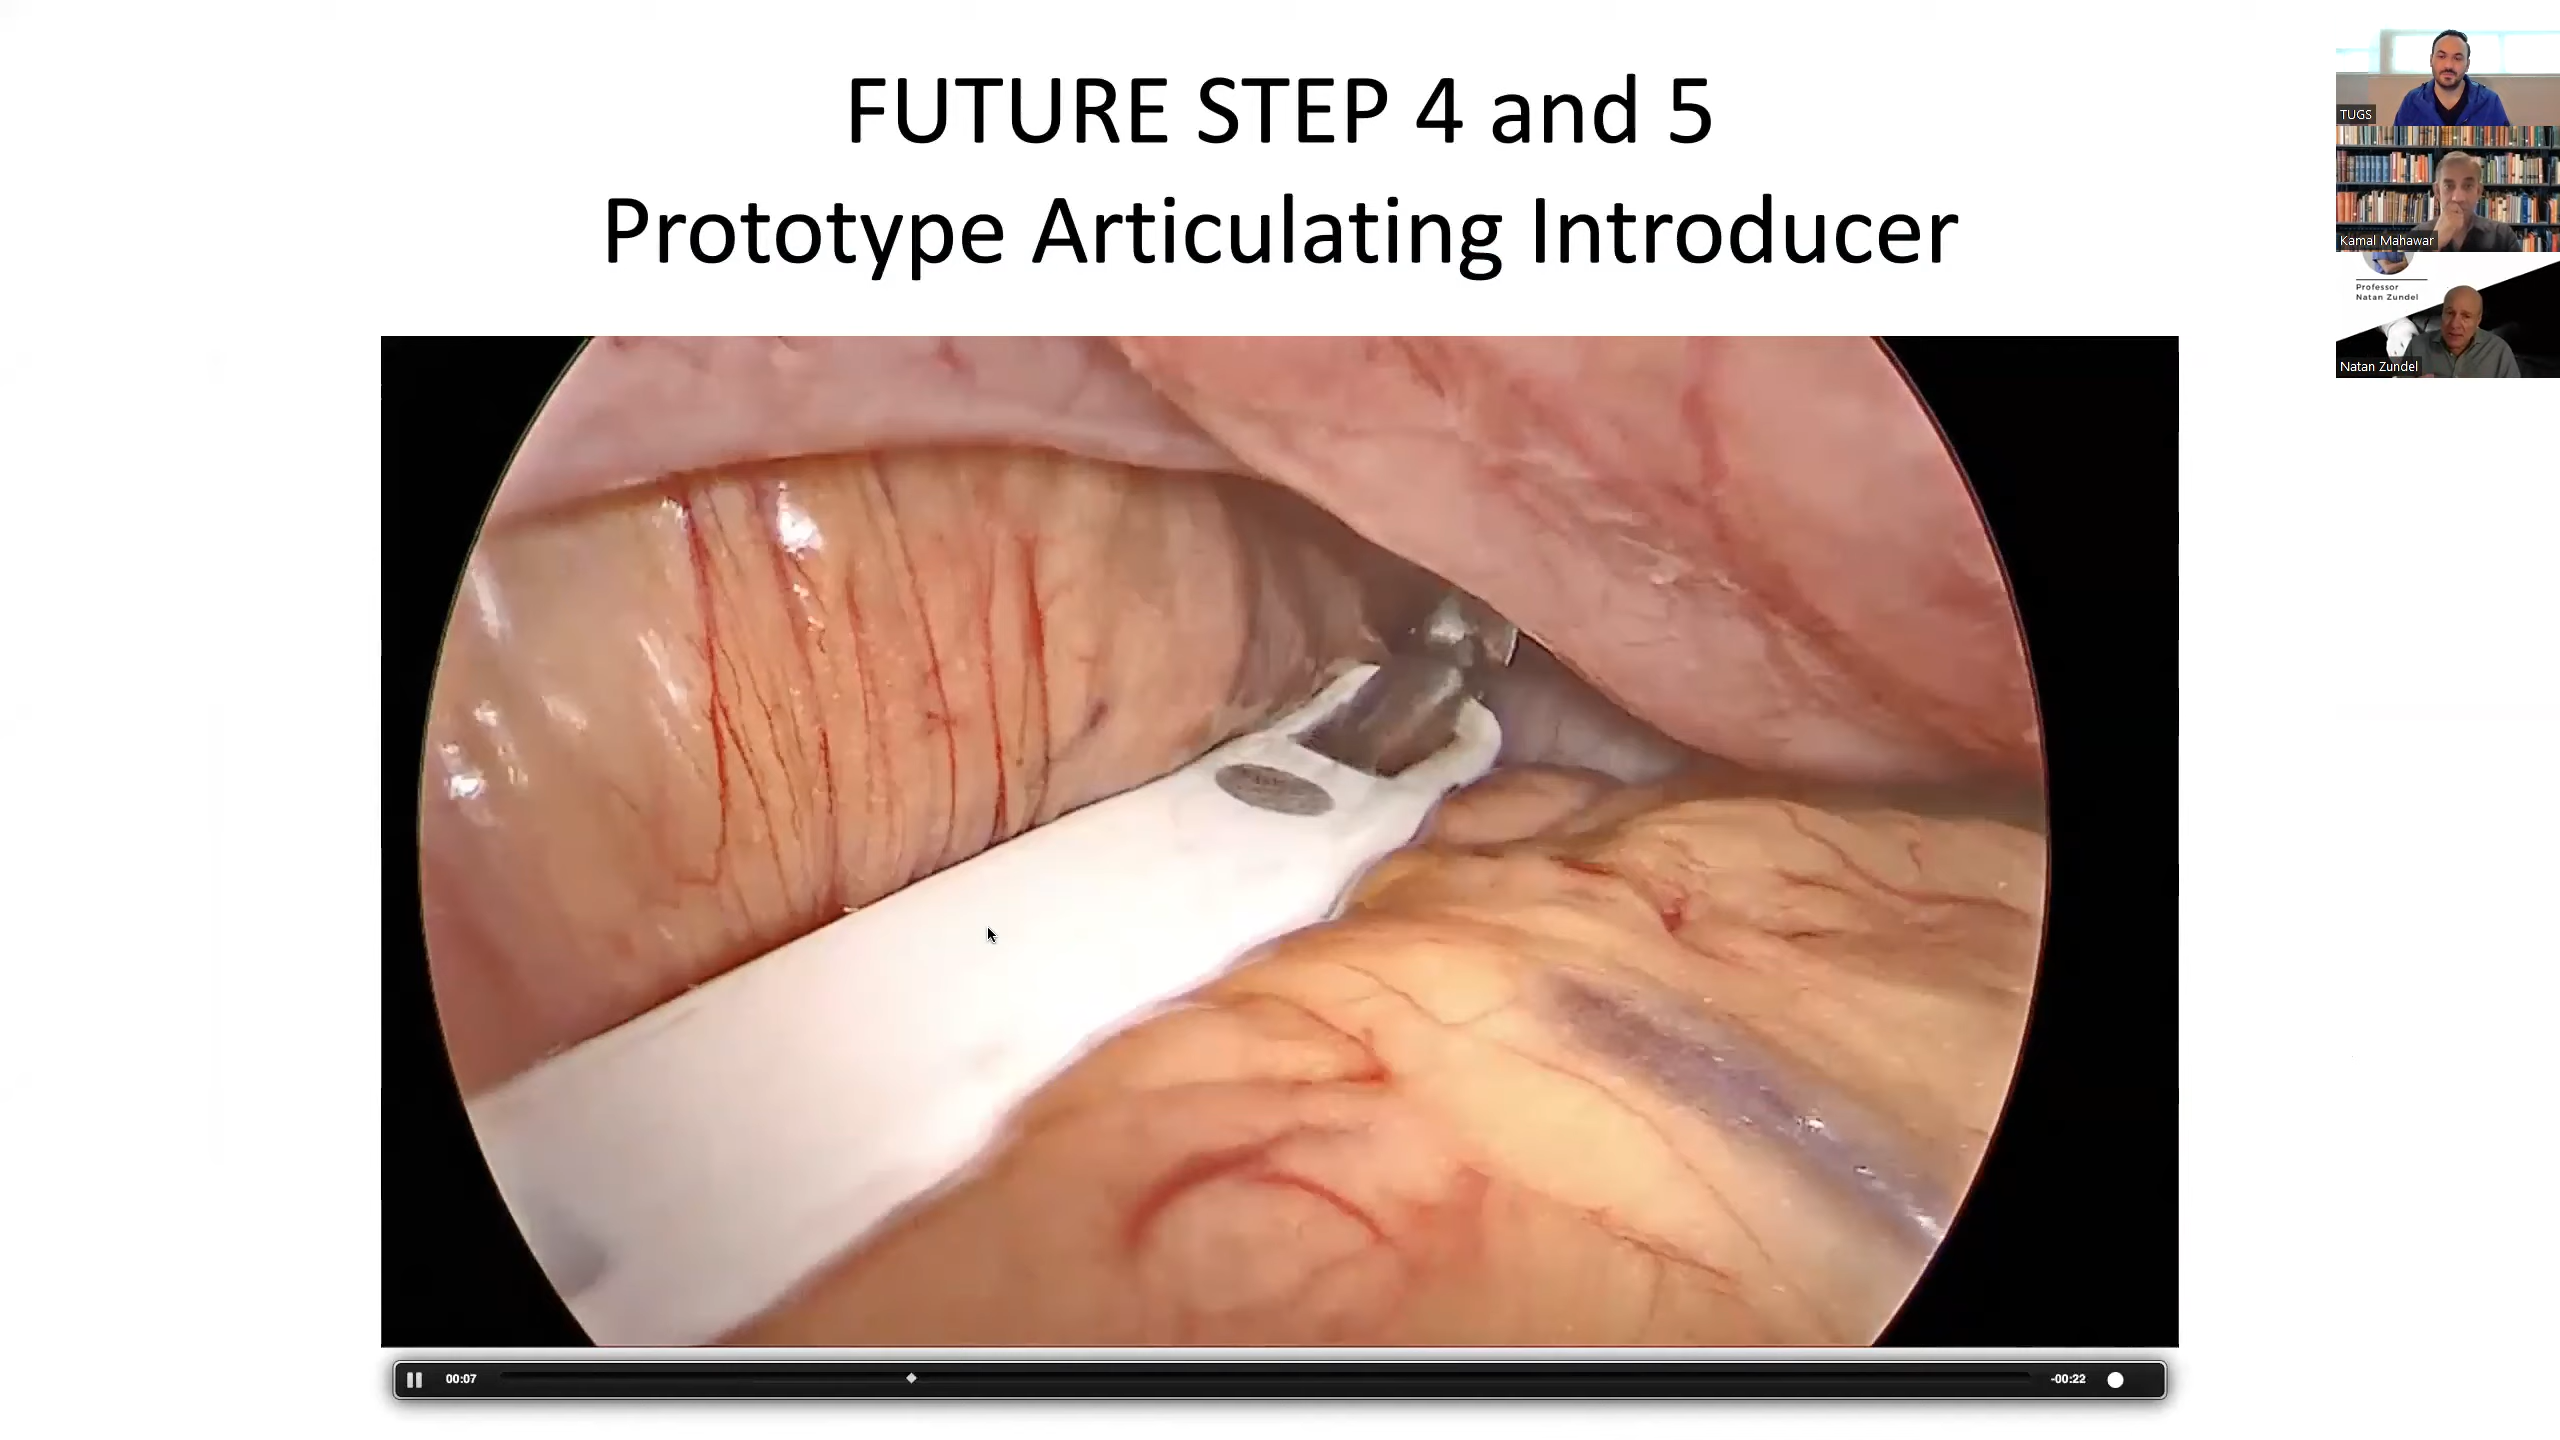 FUTURE STEP 4 and 5
Prototype Articulating Introducer
TUGS
Kamal Mahawar
Professor
Natan Zundel
Natan Zundel
00:07
-00:22